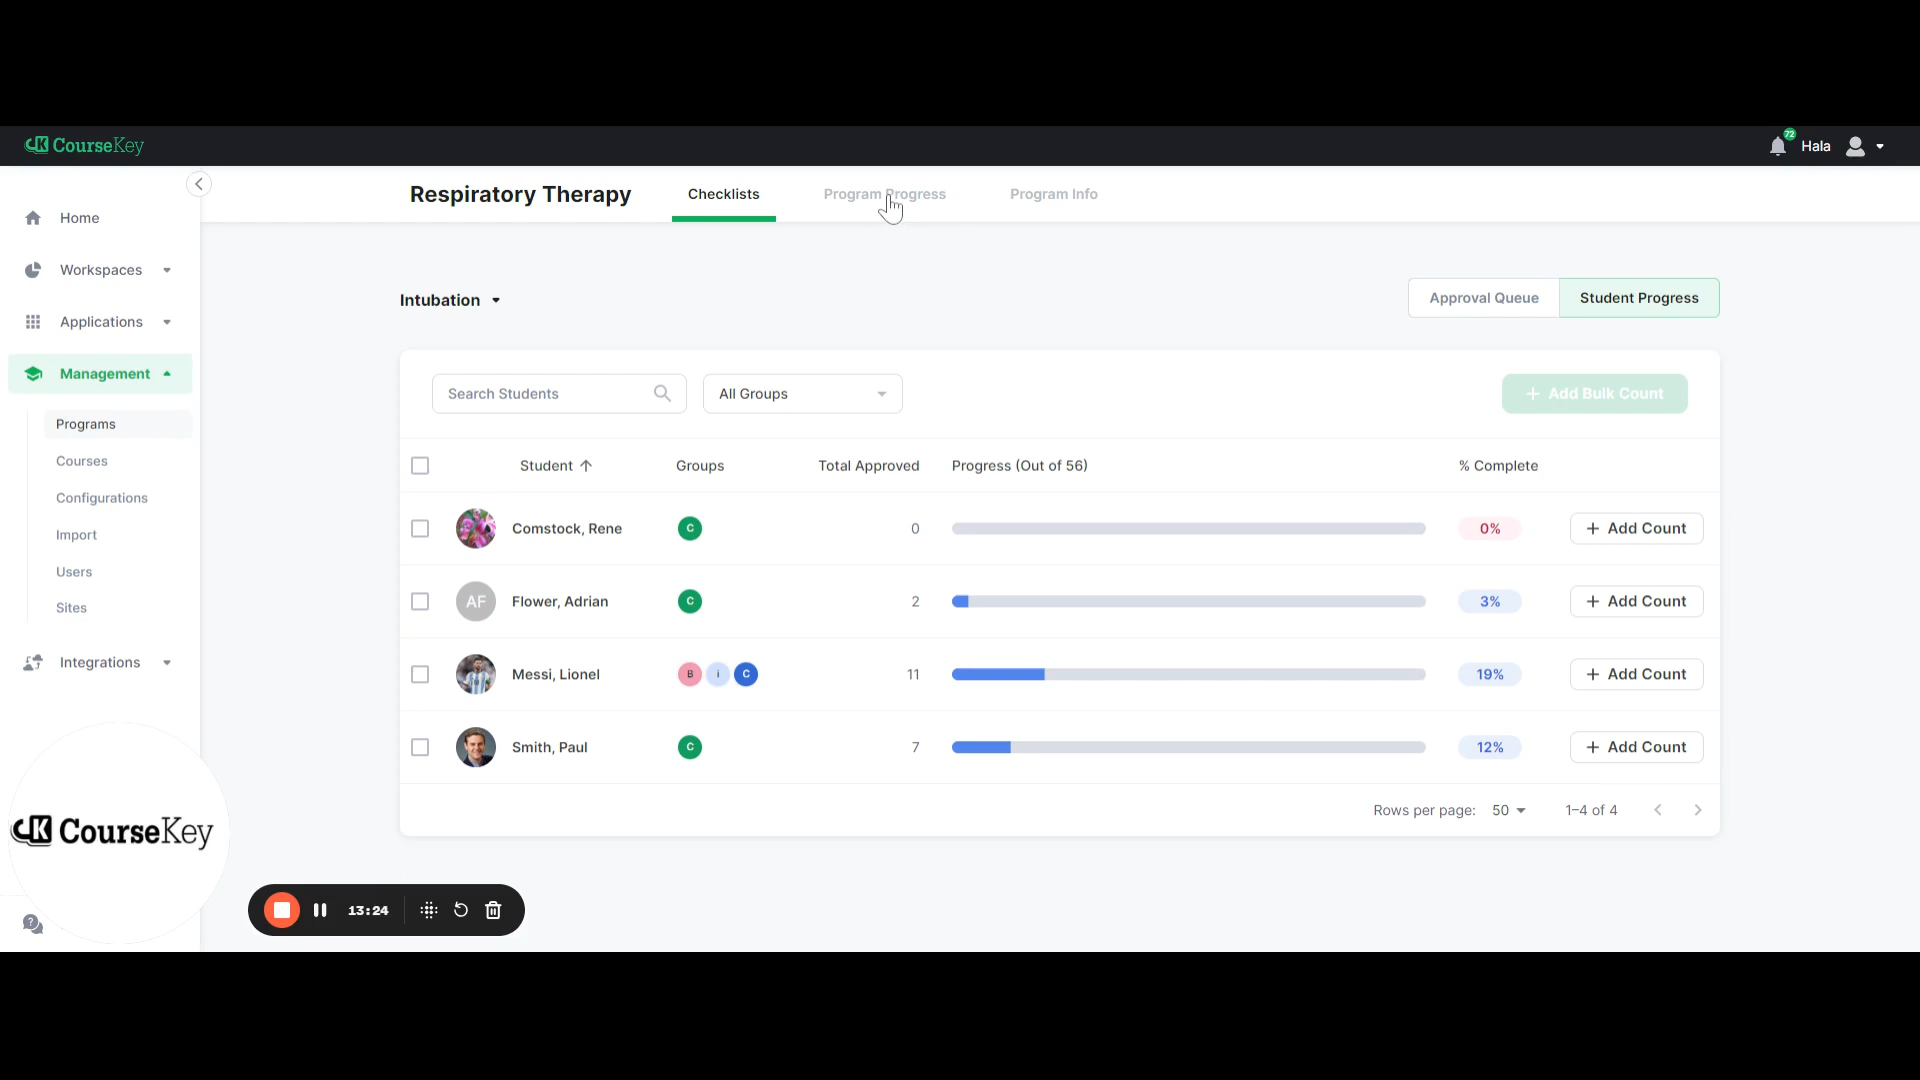 CK CourseKey
72
Hala
Respiratory Therapy
Checklists
Program Progress
Program Info
Home
Workspaces
Applications
Management
Programs
Courses
Configurations
Import
Users
Sites
Integrations
Intubation
Approval Queue
Student Progress
Search Students
All Groups
+ Add Bulk Count
Student
Groups
Total Approved
Progress (Out of 56)
% Complete
Comstock, Rene
C
0
0%
+ Add Count
AF
Flower, Adrian
C
2
3%
+ Add Count
Messi, Lionel
B
i
C
11
19%
+ Add Count
Smith, Paul
C
7
12%
+ Add Count
Rows per page: 50
1–4 of 4
CK CourseKey
13:24
?